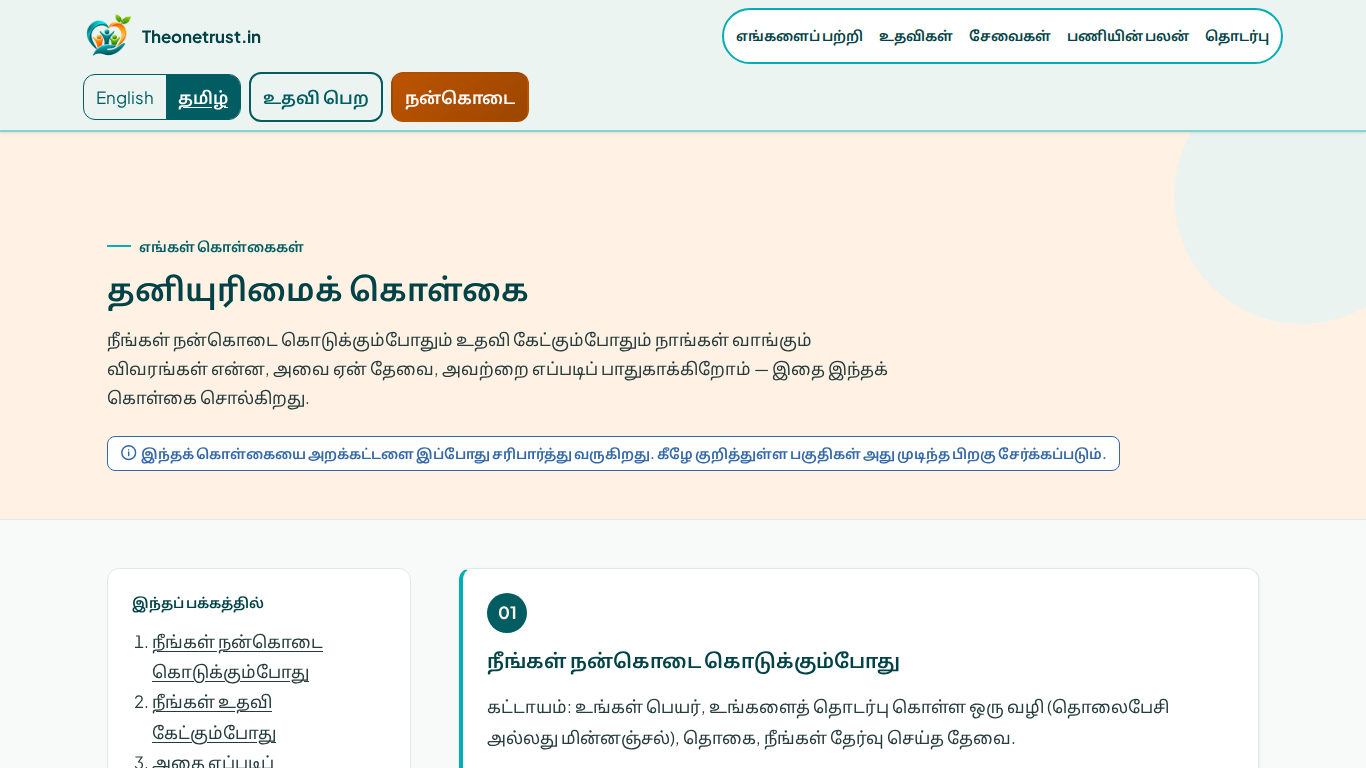 Theonetrust.in
எங்களைப் பற்றி
உதவிகள்
சேவைகள்
பணியின் பலன்
தொடர்பு
English
தமிழ்
உதவி பெற
நன்கொடை
எங்கள் கொள்கைகள்
தனியுரிமைக் கொள்கை
நீங்கள் நன்கொடை கொடுக்கும்போதும் உதவி கேட்கும்போதும் நாங்கள் வாங்கும்
விவரங்கள் என்ன, அவை ஏன் தேவை, அவற்றை எப்படிப் பாதுகாக்கிறோம் — இதை இந்தக்
கொள்கை சொல்கிறது.
இந்தக் கொள்கையை அறக்கட்டளை இப்போது சரிபார்த்து வருகிறது. கீழே குறித்துள்ள பகுதிகள் அது முடிந்த பிறகு சேர்க்கப்படும்.
இந்தப் பக்கத்தில்
1. நீங்கள் நன்கொடை
கொடுக்கும்போது
2. நீங்கள் உதவி
கேட்கும்போது
3. அதை எப்படிப்
01
நீங்கள் நன்கொடை கொடுக்கும்போது
கட்டாயம்: உங்கள் பெயர், உங்களைத் தொடர்பு கொள்ள ஒரு வழி (தொலைபேசி
அல்லது மின்னஞ்சல்), தொகை, நீங்கள் தேர்வு செய்த தேவை.